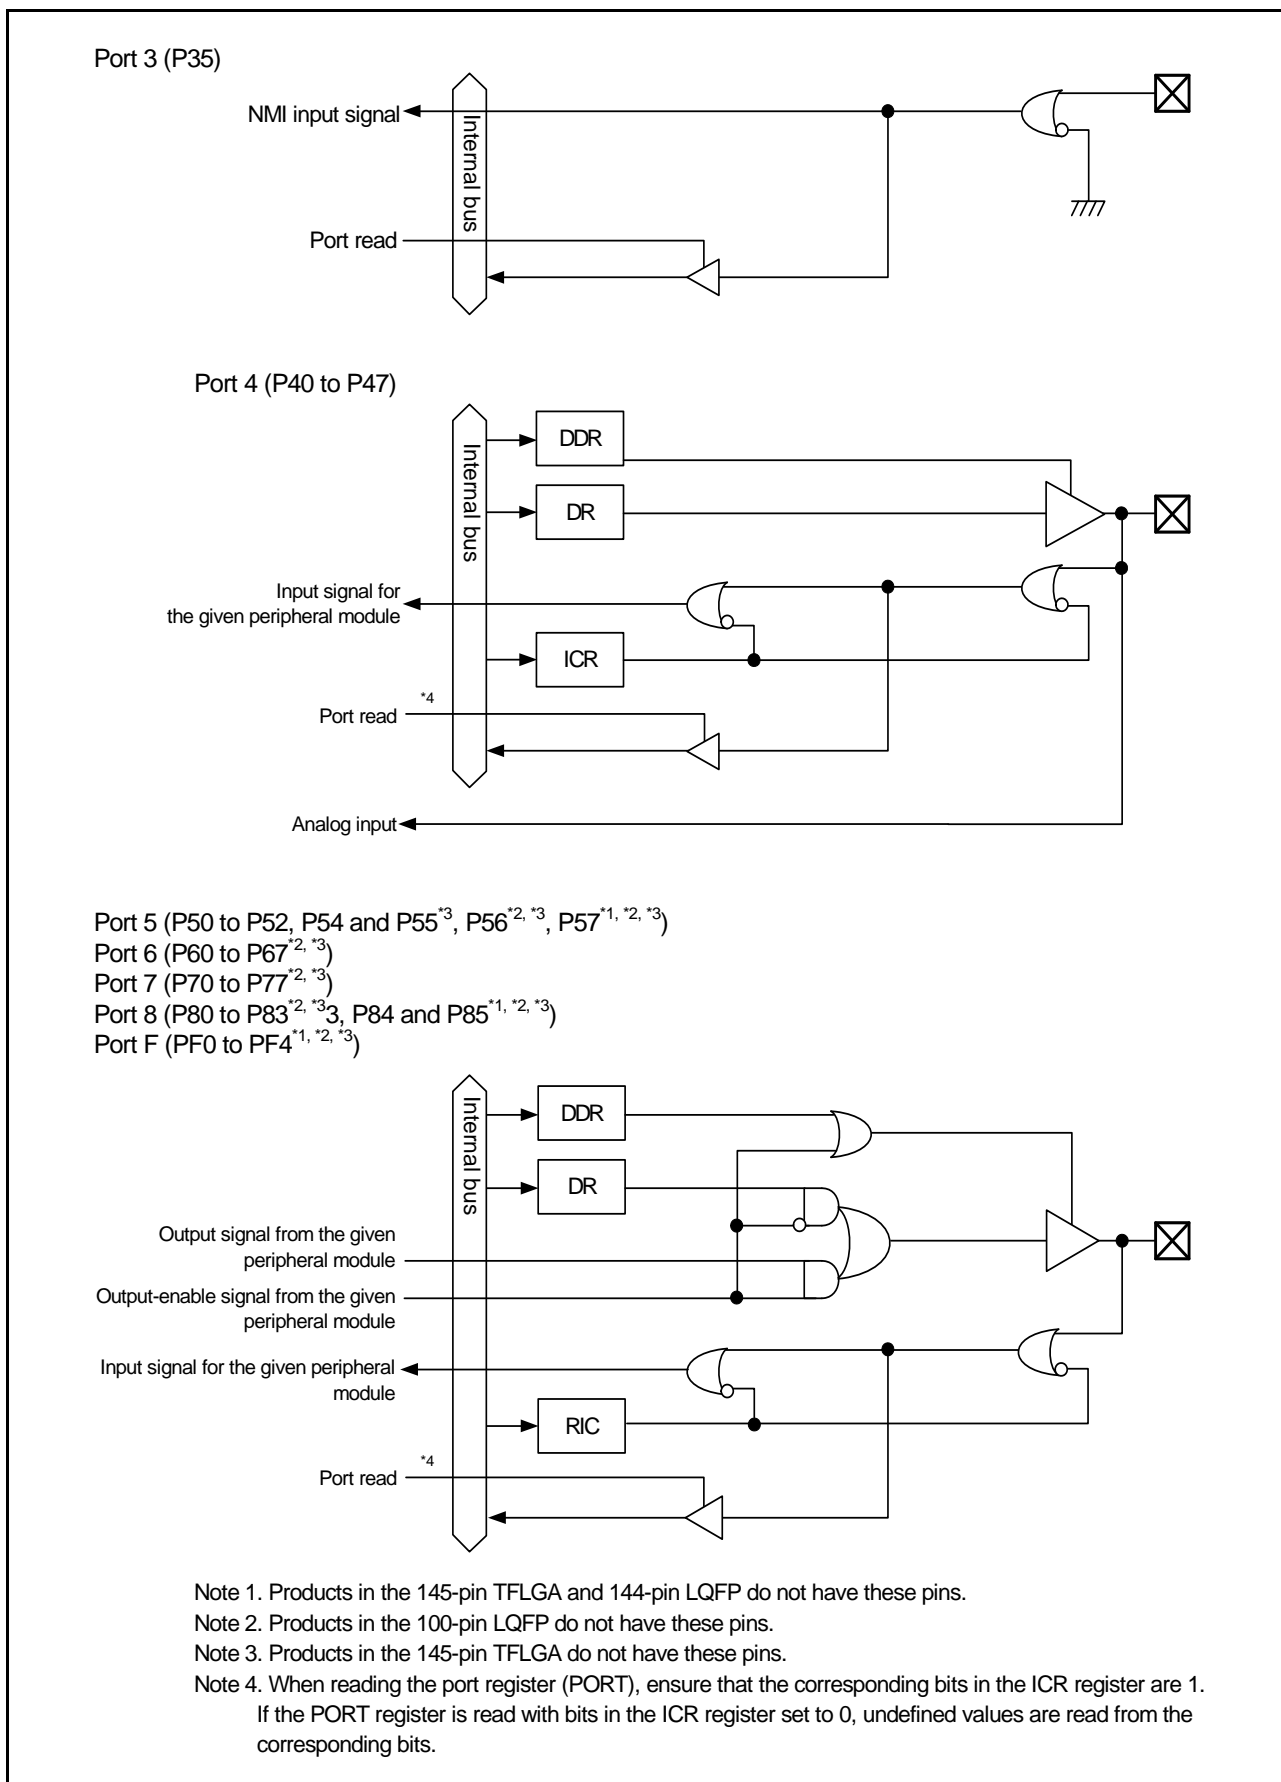 Port 3 (P35)
NMI input signal
Internal bus
Port read
Port 4 (P40 to P47)
DDR
Internal bus
DR
Input signal for
the given peripheral module
ICR
*4
Port read
Analog input
Port 5 (P50 to P52, P54 and P55*3, P56*2, *3, P57*1, *2, *3)
Port 6 (P60 to P67*2, *3)
Port 7 (P70 to P77*2, *3)
Port 8 (P80 to P83*2, *33, P84 and P85*1, *2, *3)
Port F (PF0 to PF4*1, *2, *3)
DDR
Internal bus
DR
Output signal from the given
peripheral module
Output-enable signal from the given
peripheral module
Input signal for the given peripheral
module
RIC
*4
Port read
Note 1. Products in the 145-pin TFLGA and 144-pin LQFP do not have these pins.
Note 2. Products in the 100-pin LQFP do not have these pins.
Note 3. Products in the 145-pin TFLGA do not have these pins.
Note 4. When reading the port register (PORT), ensure that the corresponding bits in the ICR register are 1.
If the PORT register is read with bits in the ICR register set to 0, undefined values are read from the
corresponding bits.